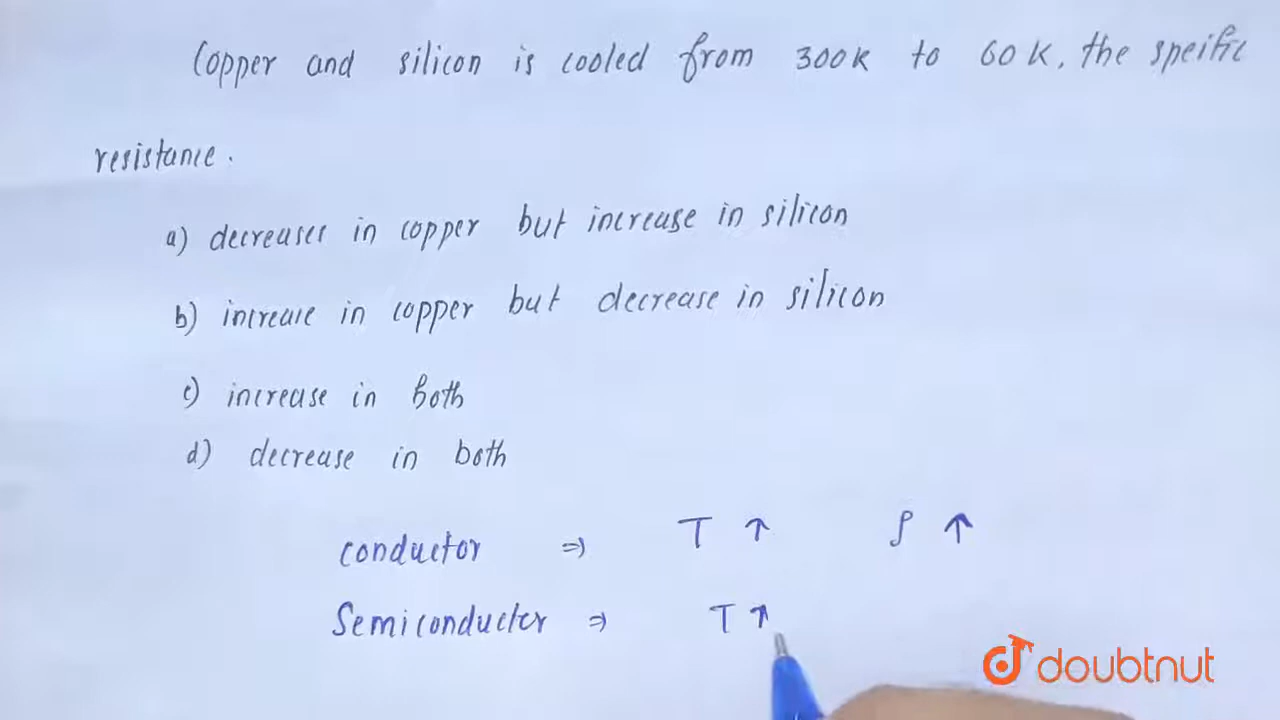 Copper and silicon is cooled from 300K to 60K, the speific
resistance.
a) decreases in copper but increase in silicon
b) increase in copper but decrease in silicon
c) increase in both
d) decrease in both
conductor ⇒ T ↑ ρ ↑
Semiconductor ⇒ T ↑
doubtnut